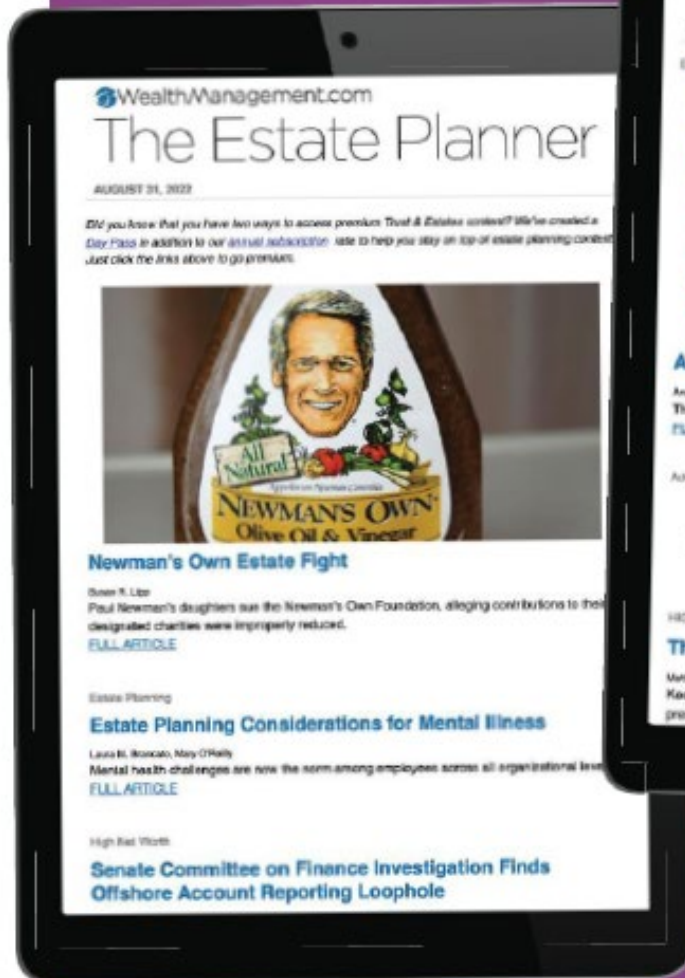 WealthManagement.com
The Estate Planner
AUGUST 31, 2022
Did you know that you have two ways to access premium Trust & Estates content? We've created a
Day Pass in addition to our annual subscription rate to help you stay on top of estate planning content
Just click the links above to go premium.
All
Natural
NEWMAN'S OWN
Olive Oil & Vinegar
Newman's Own Estate Fight
Susan R. Lipp
Paul Newman's daughters sue the Newman's Own Foundation, alleging contributions to their
designated charities were improperly reduced.
FULL ARTICLE
Estate Planning
Estate Planning Considerations for Mental Illness
Laura M. Brancato, Mary O'Reilly
Mental health challenges are now the norm among employees across all organizational
FULL ARTICLE
High Net Worth
Senate Committee on Finance Investigation Finds
Offshore Account Reporting Loophole